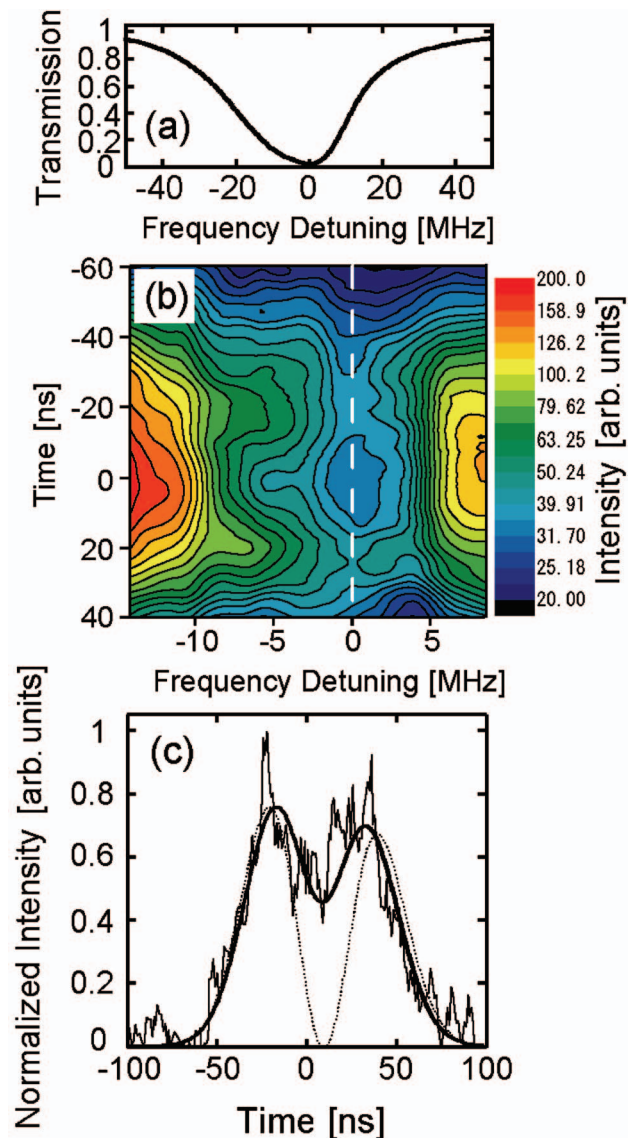 1
0.8
0.6
0.4
0.2
0
Transmission
(a)
-40 -20 0 20 40
Frequency Detuning [MHz]
(b)
-60
-40
-20
0
20
40
Time [ns]
-10 -5 0 5
Frequency Detuning [MHz]
200.0
158.9
126.2
100.2
79.62
63.25
50.24
39.91
31.70
25.18
20.00
Intensity [arb. units]
(c)
1
0.8
0.6
0.4
0.2
0
Normalized Intensity [arb. units]
-100 -50 0 50 100
Time [ns]